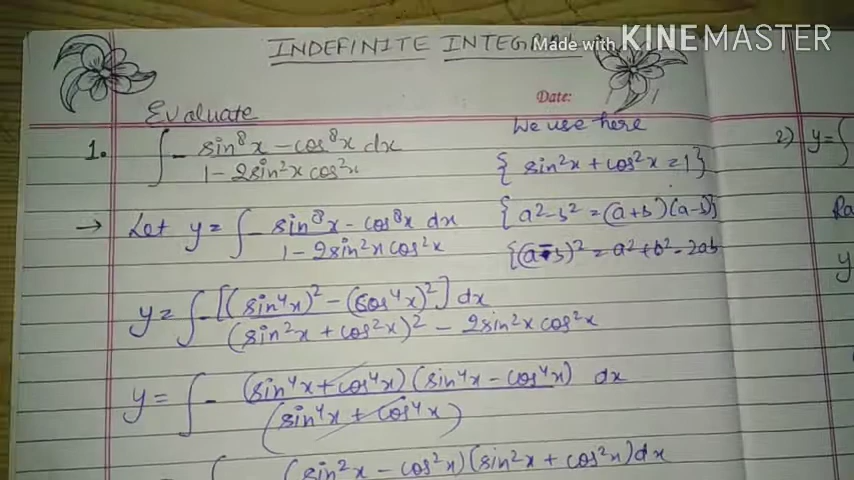 INDEFINITE INTEGRAL
Made with KINEMASTER
Date:
Evaluate
We use here
1. ∫ - sin⁸x - cos⁸x dx
1 - 2sin²x cos²x
{ sin²x + cos²x = 1 }
{ a² - b² = (a+b)(a-b) }
{ (a-b)² = a² + b² - 2ab
→ Let y = ∫ - sin⁸x - cos⁸x dx
1 - 2sin²x cos²x
y = ∫ - [(sin⁴x)² - (cos⁴x)²] dx
(sin²x + cos²x)² - 2sin²x cos²x
y = ∫ - (sin⁴x + cos⁴x)(sin⁴x - cos⁴x) dx
(sin⁴x + cos⁴x)
(sin²x - cos²x)(sin²x + cos²x) dx
2) y = ∫
Ra
y